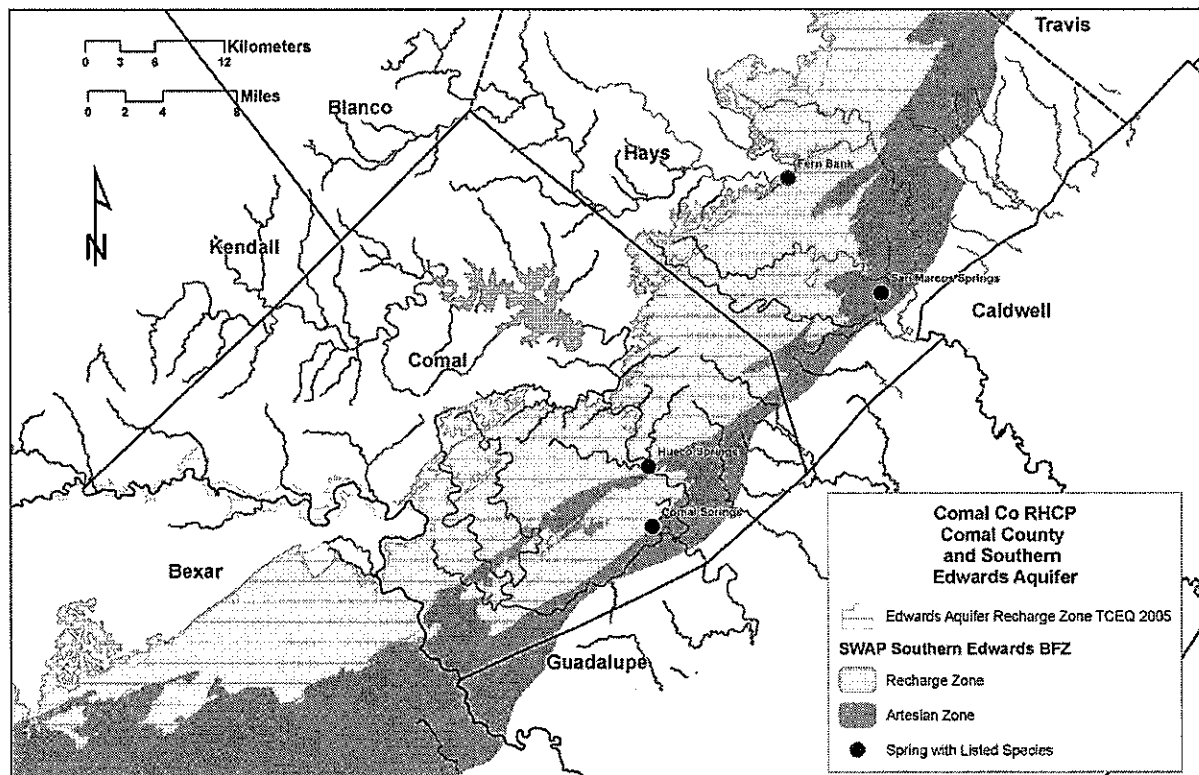 Kilometers
0 3 6 12
Miles
0 2 4 8
N
Travis
Blanco
Hays
Fern Bank
Kendall
San Marcos Springs
Caldwell
Comal
Hueco Springs
Comal Springs
Bexar
Guadalupe
Comal Co RHCP
Comal County
and Southern
Edwards Aquifer
Edwards Aquifer Recharge Zone TCEQ 2005
SWAP Southern Edwards BFZ
Recharge Zone
Artesian Zone
Spring with Listed Species